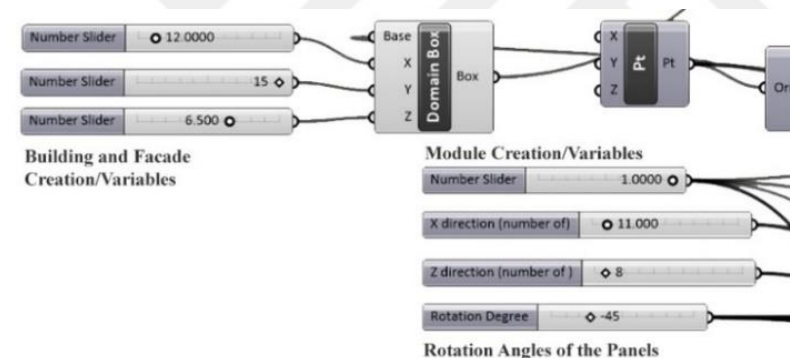 Number Slider 12.0000
Number Slider 15
Number Slider 6.500
Base
X
Y
Z
Domain Box
Box
X
Y
Z
Pt
Pt
Building and Facade
Creation/Variables
Module Creation/Variables
Number Slider 1.0000
X direction (number of) 11.000
Z direction (number of ) 8
Rotation Degree -45
Rotation Angles of the Panels